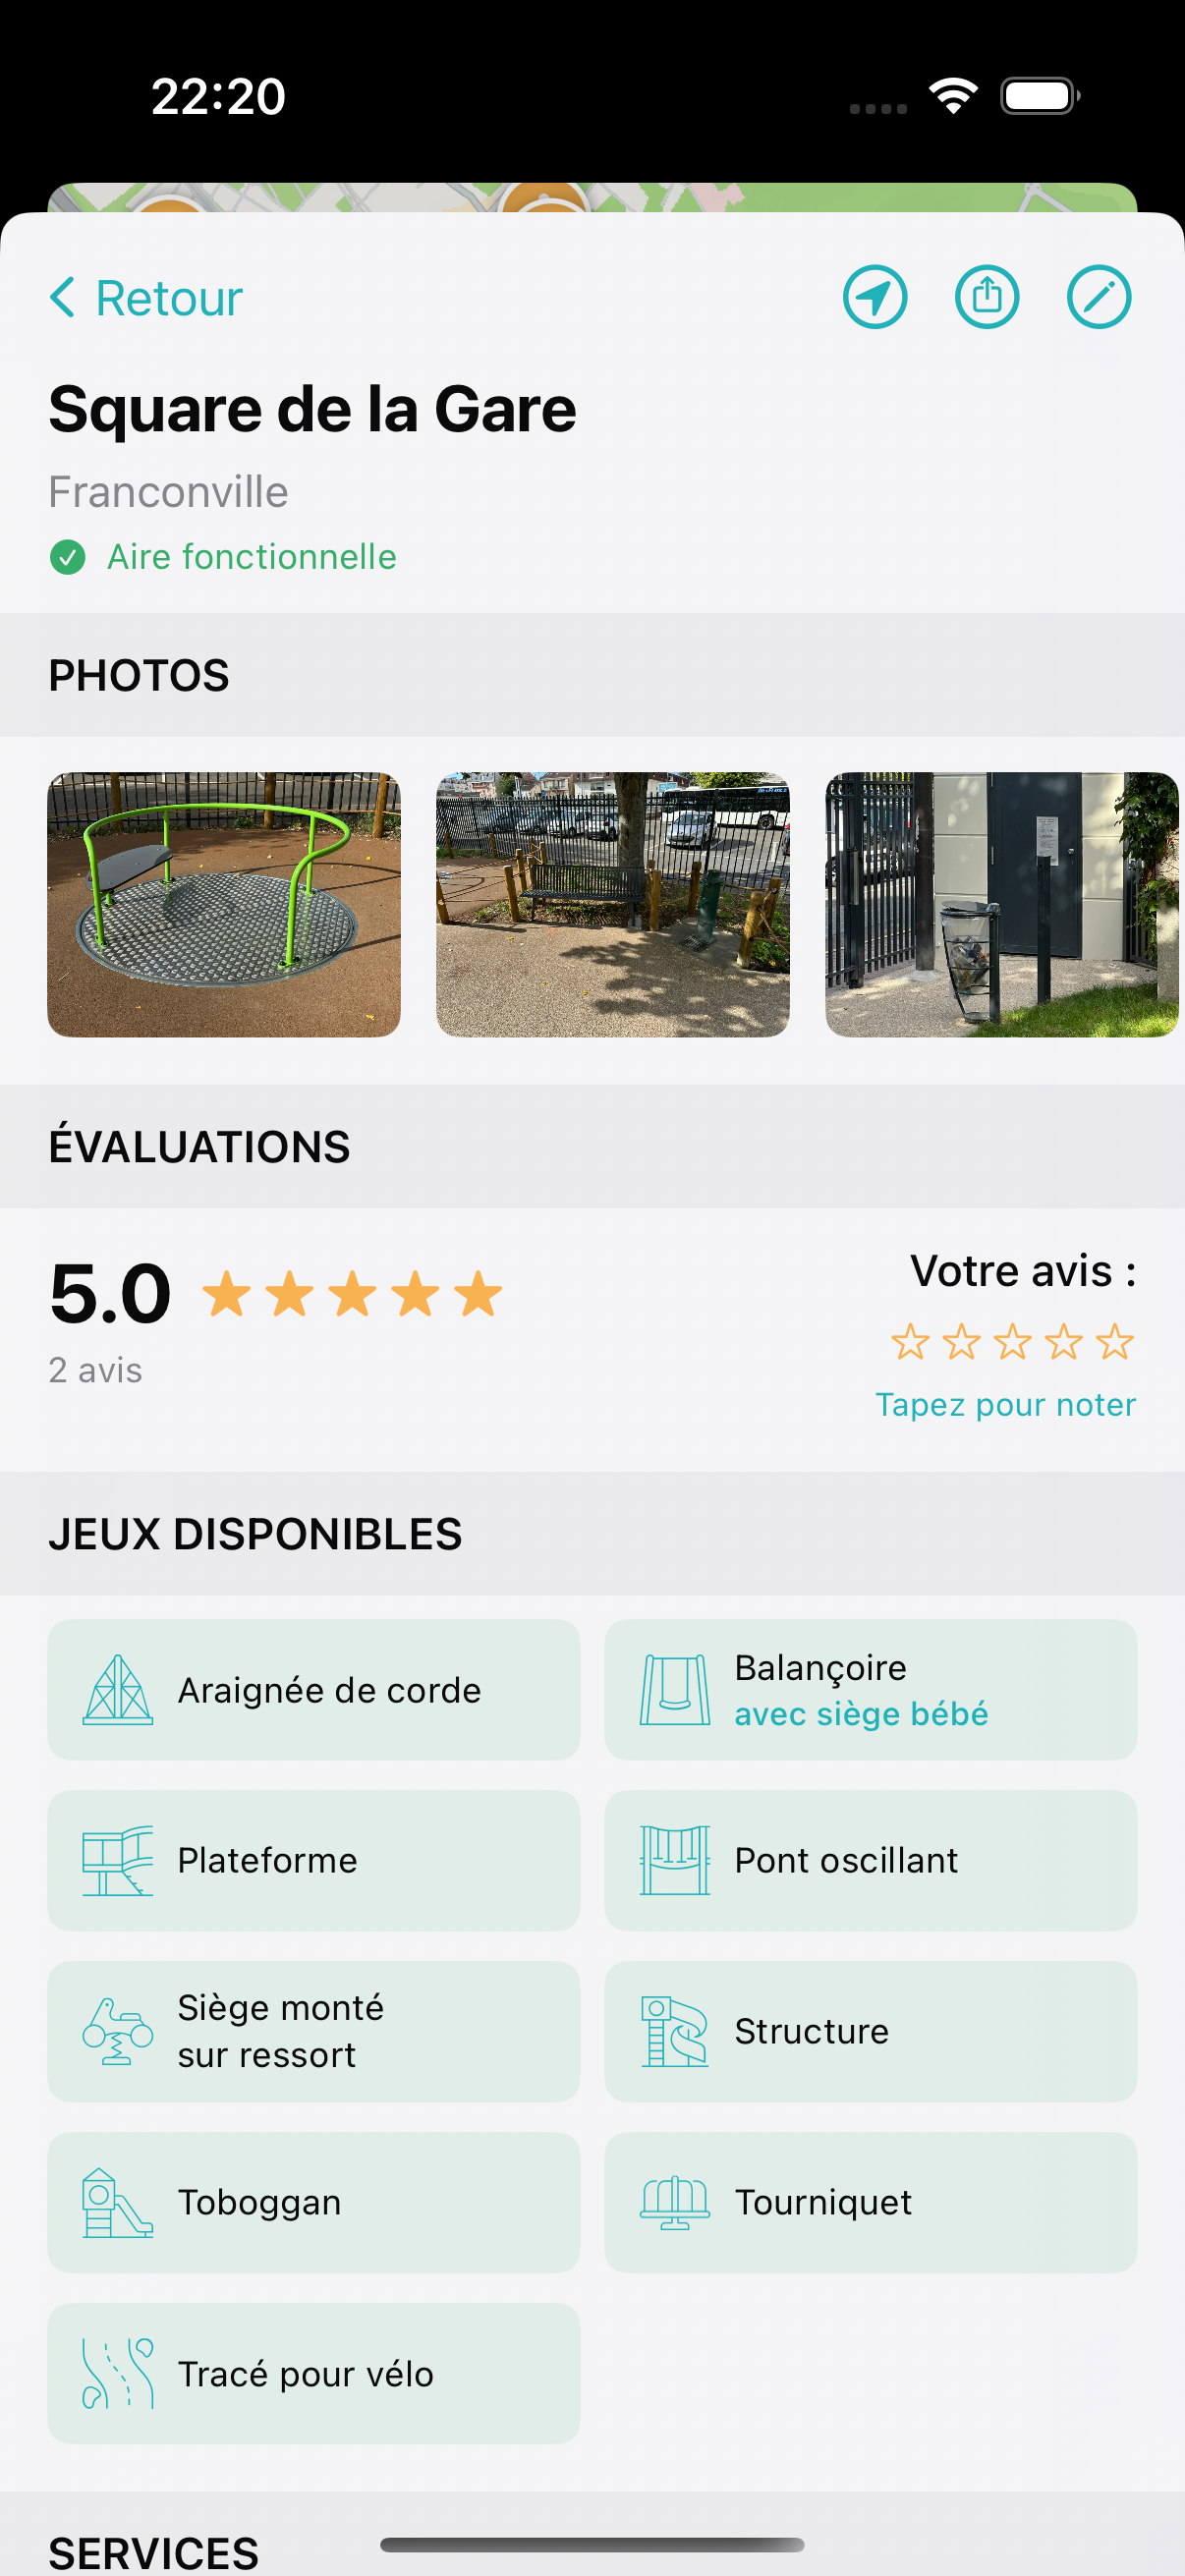 22:20
Retour
Square de la Gare
Franconville
Aire fonctionnelle
PHOTOS
ÉVALUATIONS
5.0
2 avis
Votre avis :
Tapez pour noter
JEUX DISPONIBLES
Araignée de corde
Balançoire
avec siège bébé
Plateforme
Pont oscillant
Siège monté
sur ressort
Structure
Toboggan
Tourniquet
Tracé pour vélo
SERVICES